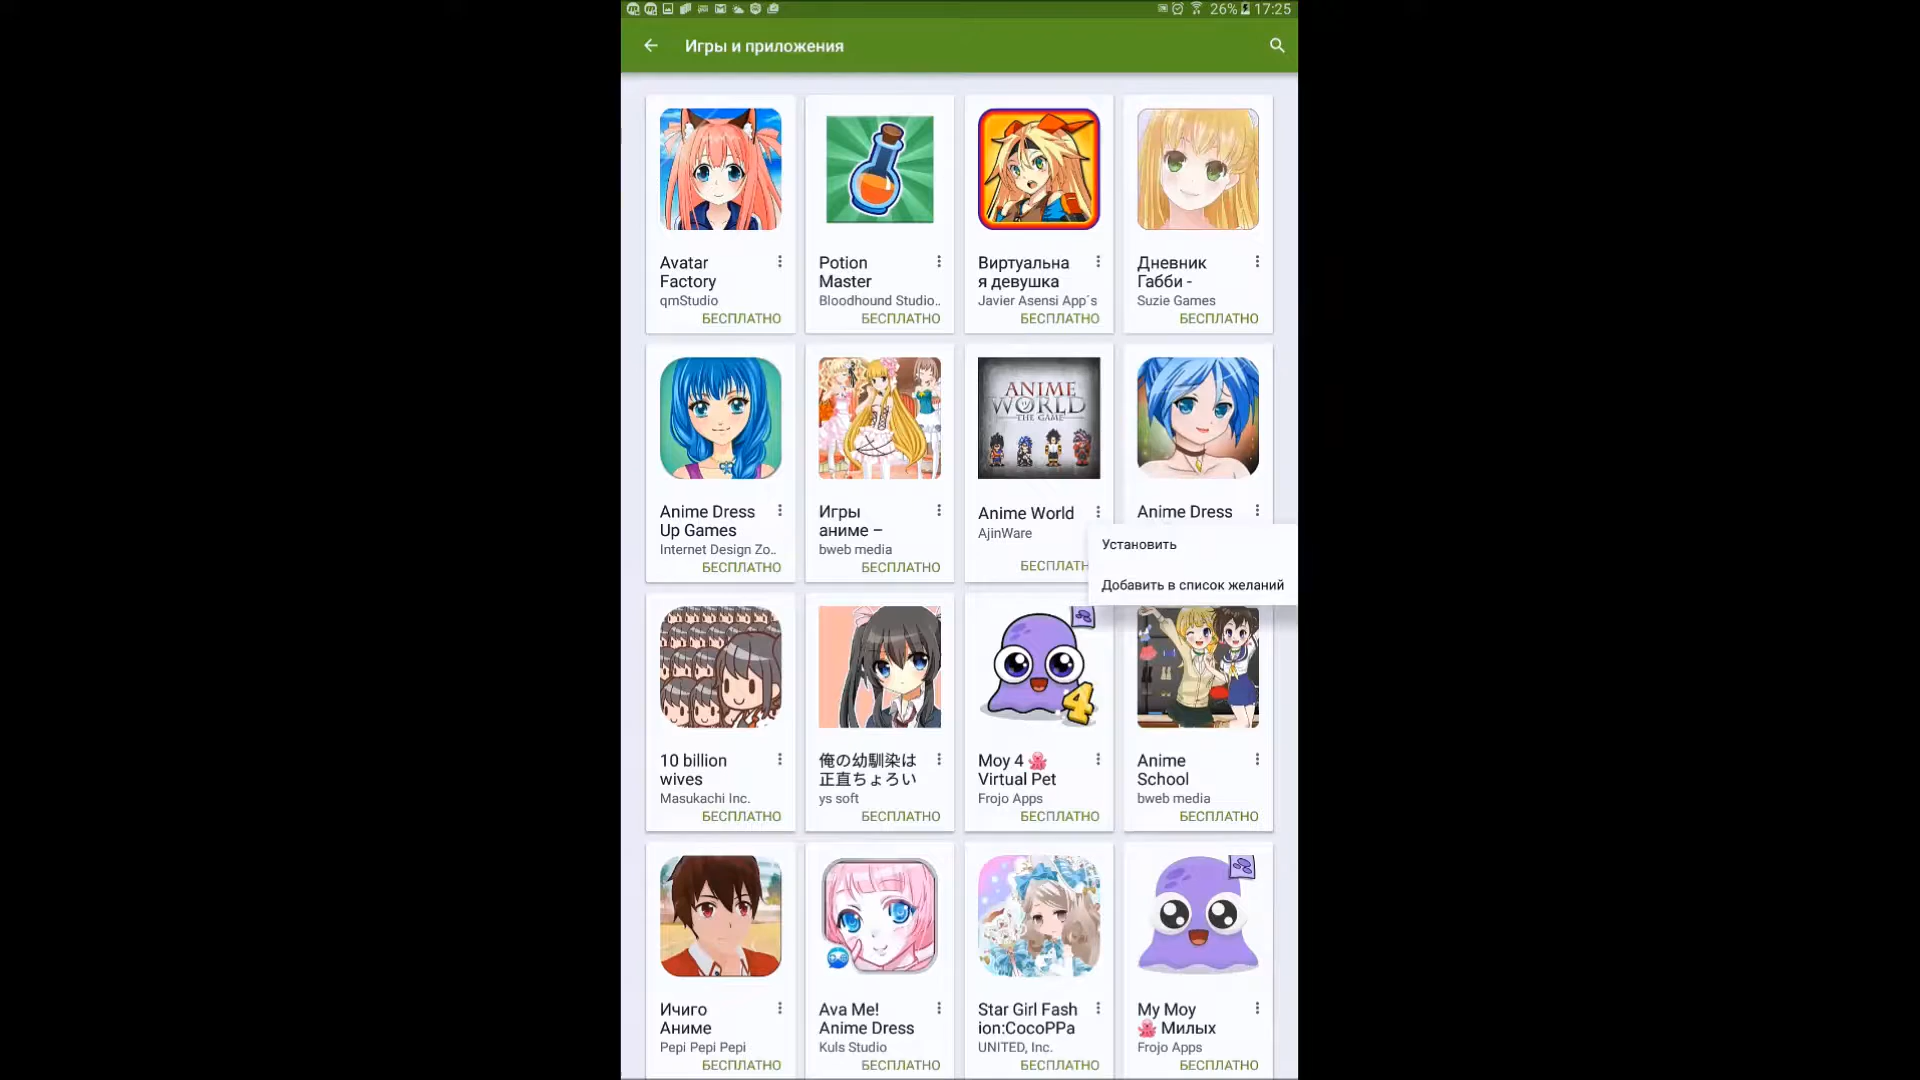 26% 17:25
Игры и приложения
Avatar
Factory
qmStudio
БЕСПЛАТНО
Potion
Master
Bloodhound Studio..
БЕСПЛАТНО
Виртуальна
я девушка
Javier Asensi App´s
БЕСПЛАТНО
Дневник
Габби -
Suzie Games
БЕСПЛАТНО
Anime Dress
Up Games
Internet Design Zo..
БЕСПЛАТНО
Игры
аниме –
bweb media
БЕСПЛАТНО
ANIME
WORLD
THE GAME
Anime World
AjinWare
БЕСПЛАТН
Anime Dress
Установить
Добавить в список желаний
10 billion
wives
Masukachi Inc.
БЕСПЛАТНО
俺の幼馴染は
正直ちょろい
ys soft
БЕСПЛАТНО
4
Moy 4 🐙
Virtual Pet
Frojo Apps
БЕСПЛАТНО
Anime
School
bweb media
БЕСПЛАТНО
Ичиго
Аниме
Pepi Pepi Pepi
БЕСПЛАТНО
Ava Me!
Anime Dress
Kuls Studio
БЕСПЛАТНО
Star Girl Fash
ion:CocoPPa
UNITED, Inc.
БЕСПЛАТНО
My Moy
🐙 Милых
Frojo Apps
БЕСПЛАТНО